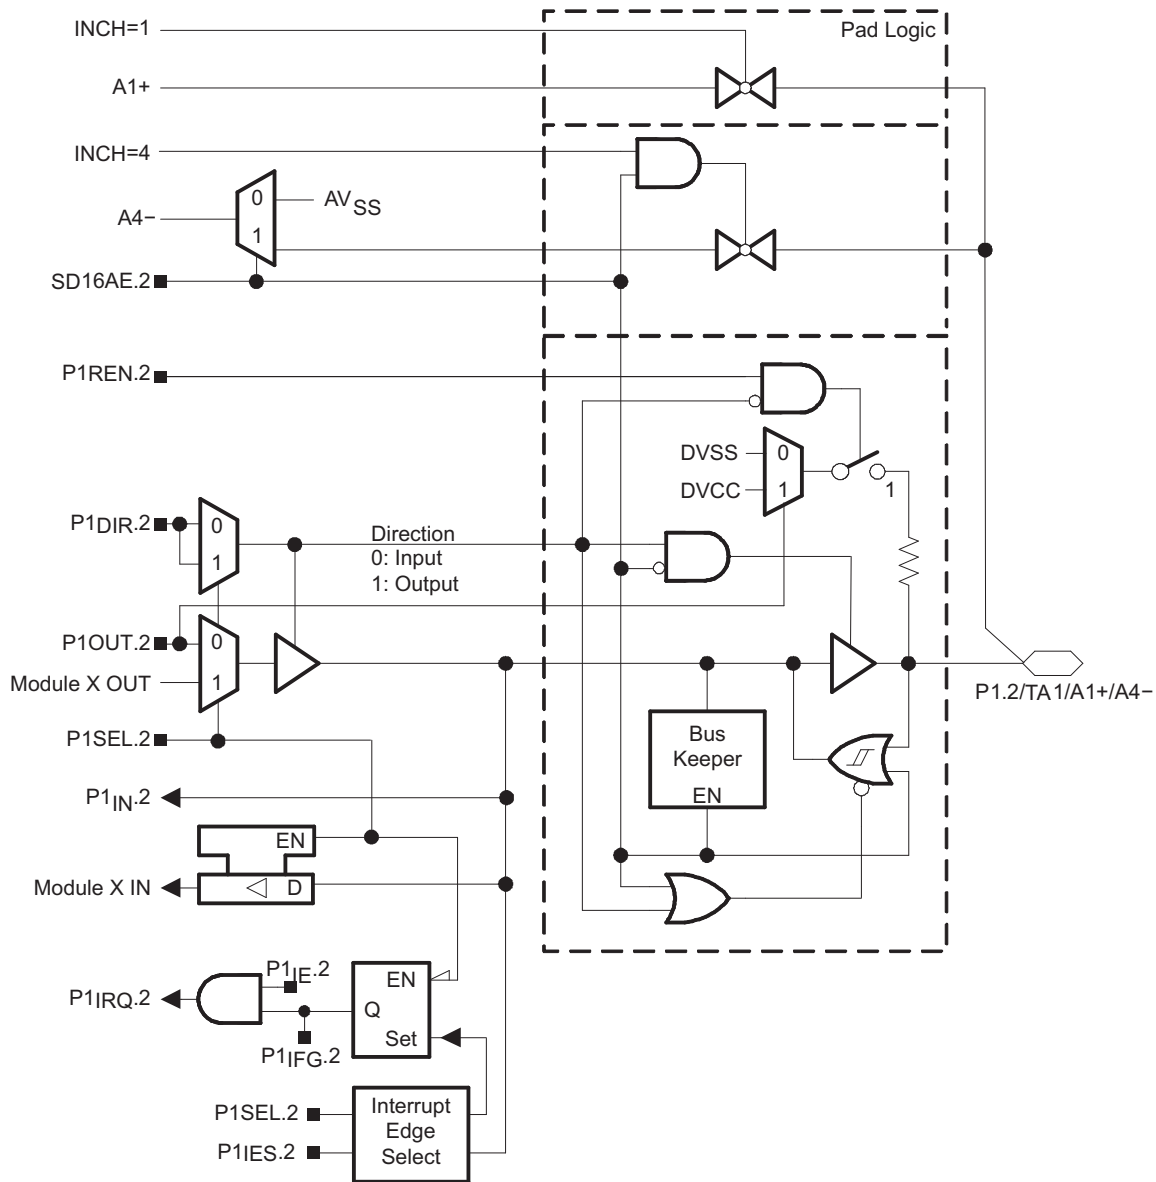 INCH=1
Pad Logic
A1+
INCH=4
0
AVSS
A4−
1
SD16AE.2
P1REN.2
DVSS
0
DVCC
1
1
P1DIR.2
0
1
Direction
0: Input
1: Output
P1OUT.2
0
Module X OUT
1
P1.2/TA1/A1+/A4−
P1SEL.2
Bus
Keeper
EN
P1IN.2
EN
Module X IN
D
P1IE.2
P1IRQ.2
EN
Q
Set
P1IFG.2
P1SEL.2
P1IES.2
Interrupt
Edge
Select